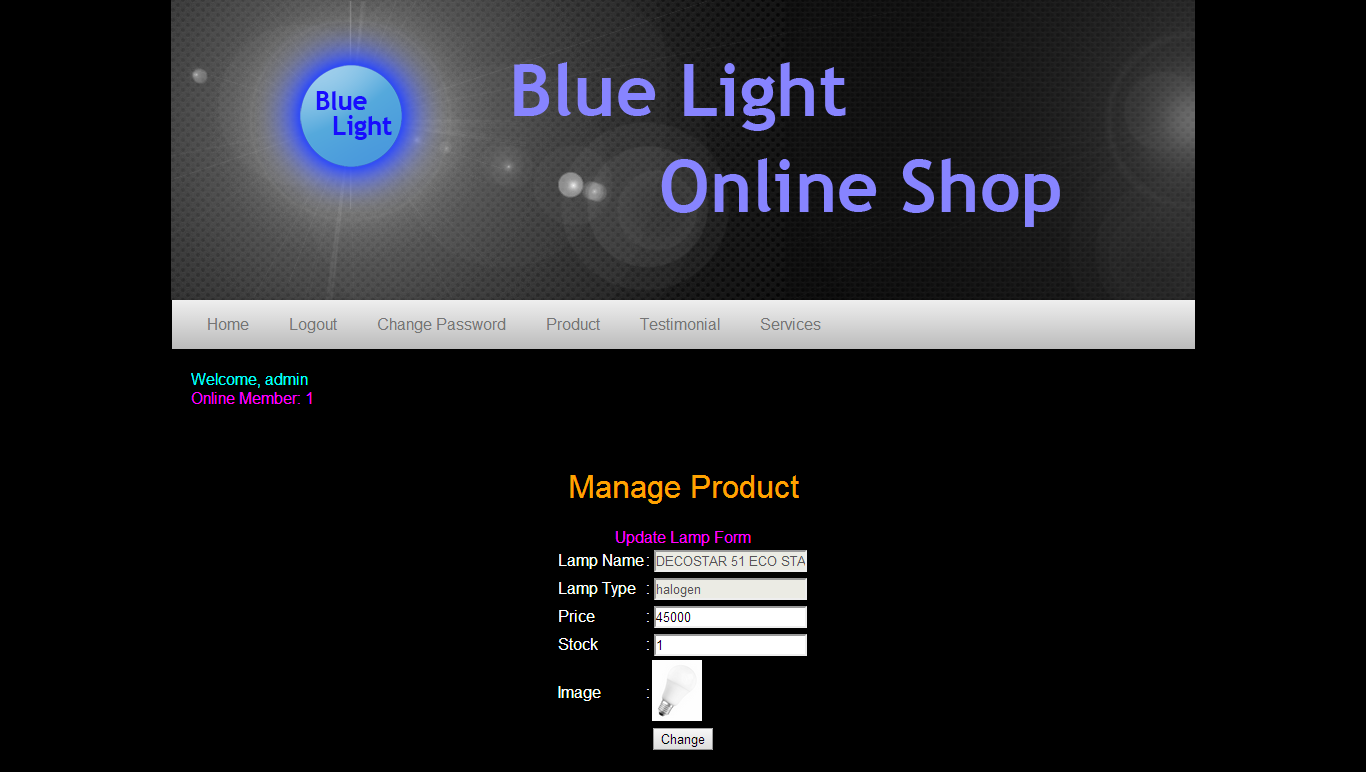 Blue
Light
Blue Light
Online Shop
Home Logout Change Password Product Testimonial Services
Welcome, admin
Online Member: 1
Manage Product
Update Lamp Form
Lamp Name : DECOSTAR 51 ECO STA
Lamp Type : halogen
Price : 45000
Stock : 1
Image :
Change